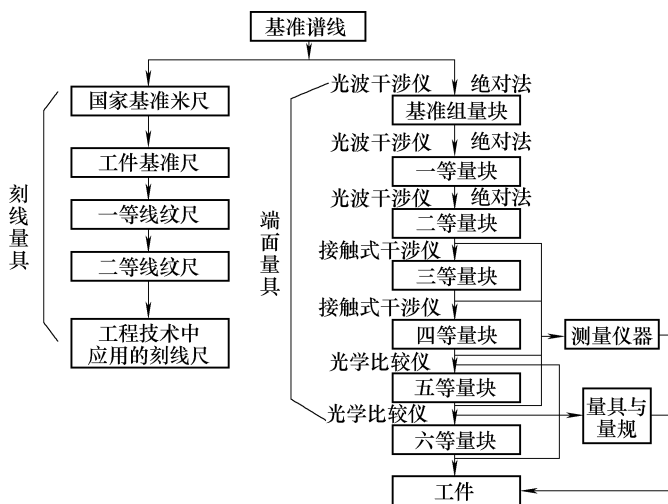 基准谱线
国家基准米尺
工件基准尺
一等线纹尺
二等线纹尺
工程技术中
应用的刻线尺
刻线量具
端面量具
光波干涉仪 绝对法
基准组量块
光波干涉仪 绝对法
一等量块
光波干涉仪 绝对法
二等量块
接触式干涉仪
三等量块
接触式干涉仪
四等量块
光学比较仪
五等量块
光学比较仪
六等量块
工件
测量仪器
量具与
量规